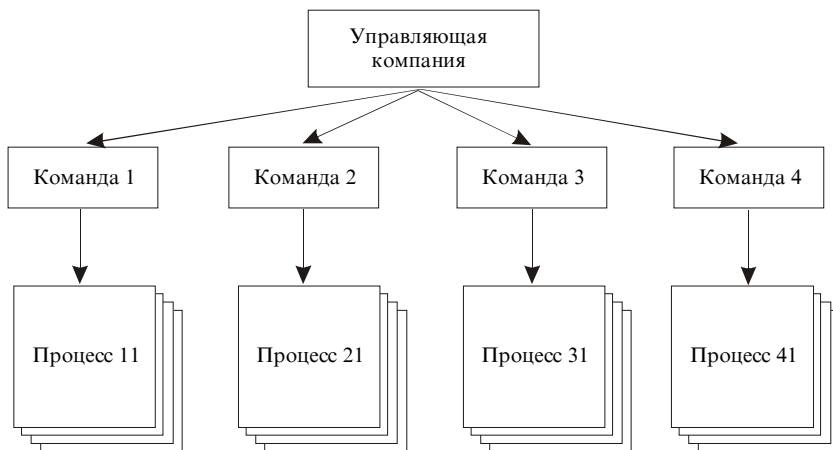 Управляющая
компания
Команда 1
Команда 2
Команда 3
Команда 4
Процесс 11
Процесс 21
Процесс 31
Процесс 41